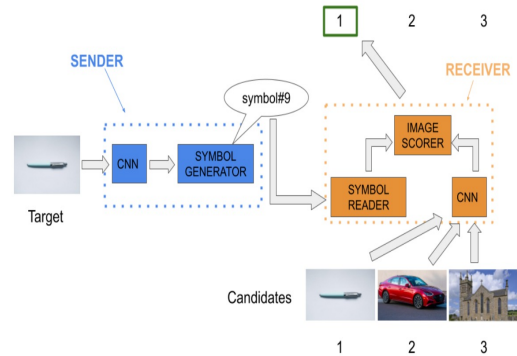 1 2 3
SENDER
RECEIVER
symbol#9
CNN
SYMBOL
GENERATOR
IMAGE
SCORER
SYMBOL
READER
CNN
Target
Candidates
1 2 3